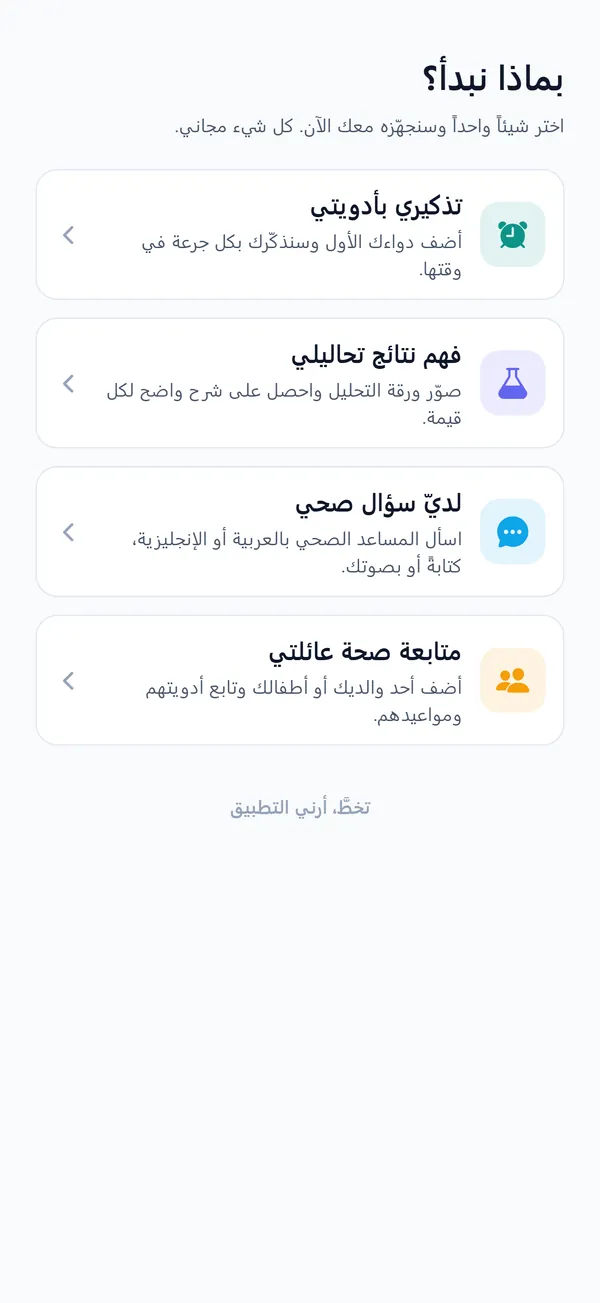 بماذا نبدأ؟
اختر شيئاً واحداً وسنجهّزه معك الآن. كل شيء مجاني.
تذكيري بأدويتي
أضف دواءك الأول وسنذكّرك بكل جرعة في
وقتها.
فهم نتائج تحاليلي
صوّر ورقة التحليل واحصل على شرح واضح لكل
قيمة.
لديّ سؤال صحي
اسأل المساعد الصحي بالعربية أو الإنجليزية،
كتابةً أو بصوتك.
متابعة صحة عائلتي
أضف أحد والديك أو أطفالك وتابع أدويتهم
ومواعيدهم.
تخطَّ، أرني التطبيق